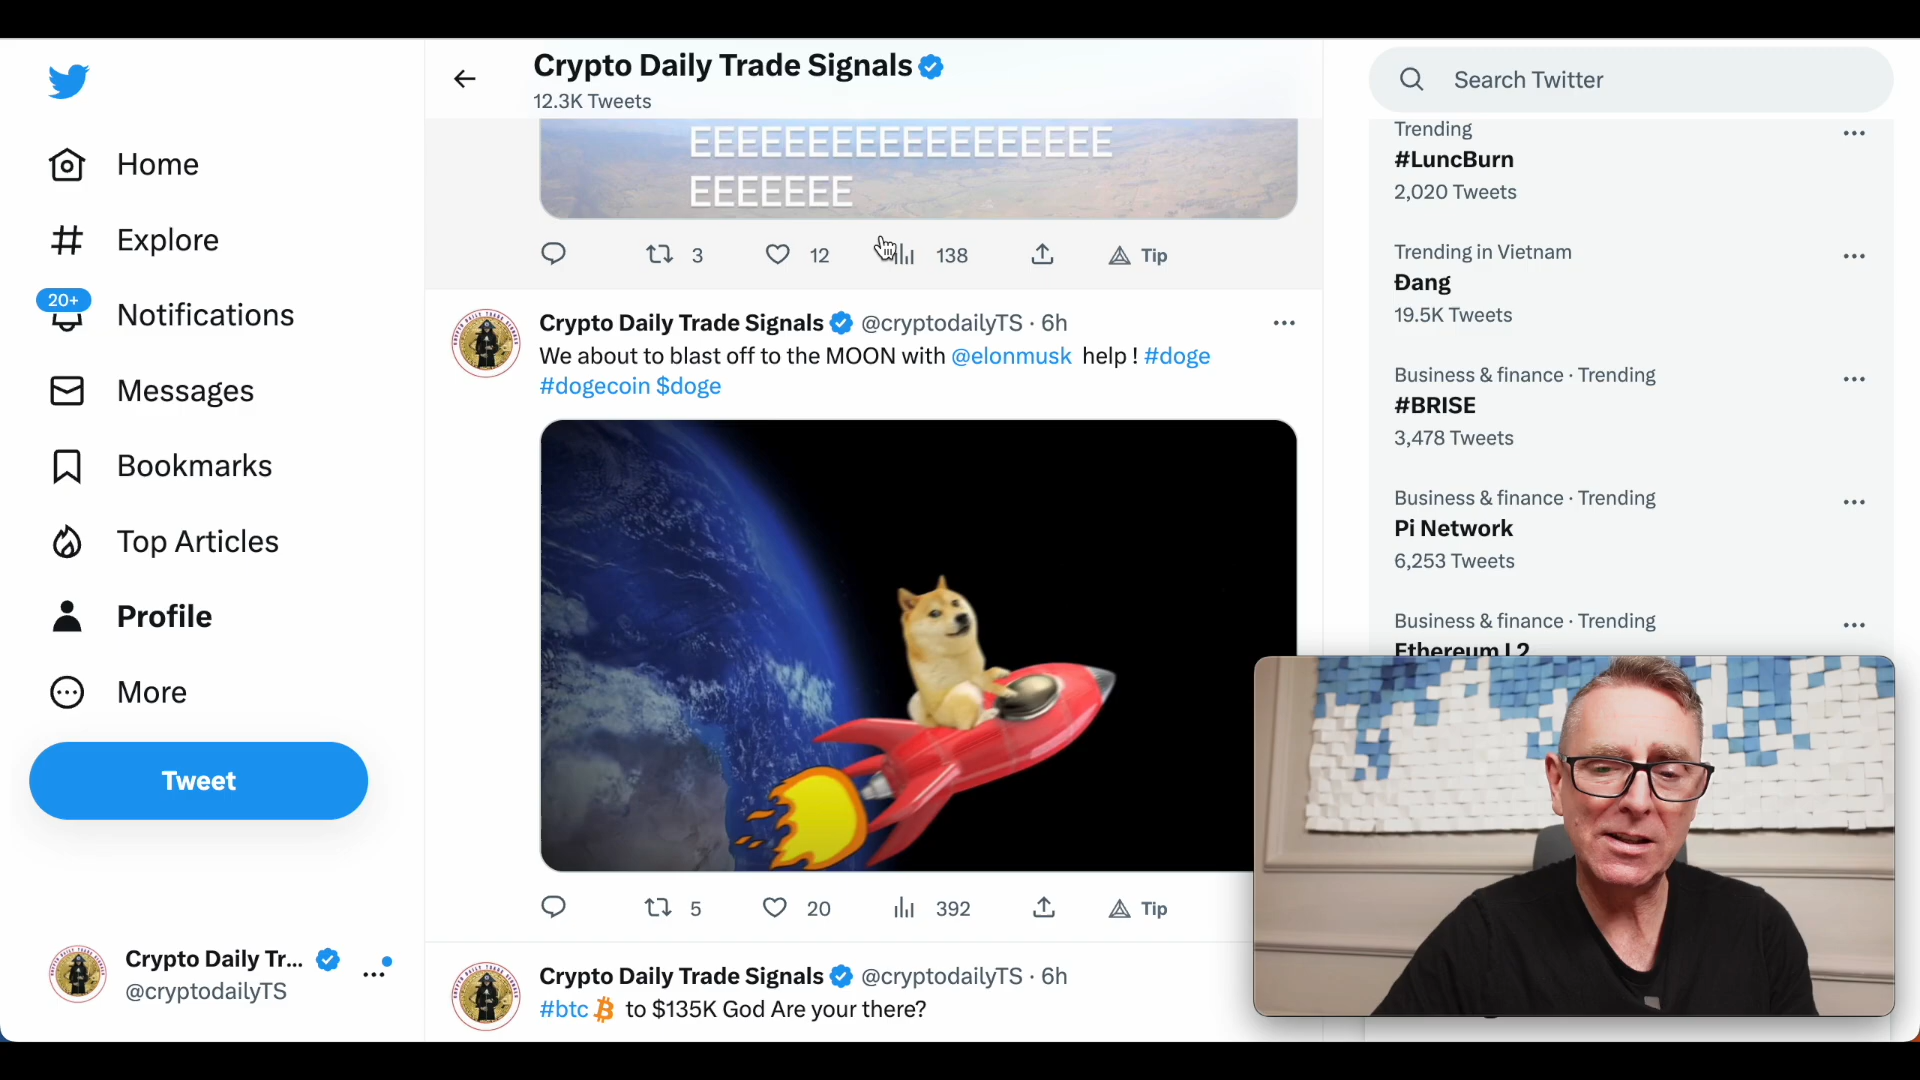 Crypto Daily Trade Signals
12.3K Tweets
Search Twitter
Home
Explore
20+
Notifications
Messages
Bookmarks
Top Articles
Profile
More
Tweet
Crypto Daily Tr...
@cryptodailyTS
EEEEEEEEEEEEEEEEEE
EEEEEEE
3 12 138 Tip
Crypto Daily Trade Signals @cryptodailyTS · 6h
We about to blast off to the MOON with @elonmusk help ! #doge
#dogecoin $doge
5 20 392 Tip
Crypto Daily Trade Signals @cryptodailyTS · 6h
#btc to $135K God Are your there?
Trending
#LuncBurn
2,020 Tweets
Trending in Vietnam
Đang
19.5K Tweets
Business & finance · Trending
#BRISE
3,478 Tweets
Business & finance · Trending
Pi Network
6,253 Tweets
Business & finance · Trending
Ethereum L2